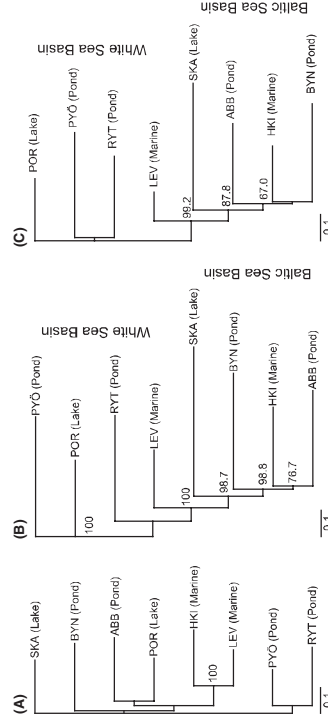 (A)
SKA (Lake)
BYN (Pond)
ABB (Pond)
POR (Lake)
HKI (Marine)
LEV (Marine)
100
PYÖ (Pond)
RYT (Pond)
0.1
(B)
PYÖ (Pond)
POR (Lake)
100
RYT (Pond)
LEV (Marine)
White Sea Basin
SKA (Lake)
100
BYN (Pond)
98.7
HKI (Marine)
98.8
ABB (Pond)
76.7
Baltic Sea Basin
0.1
(C)
POR (Lake)
PYÖ (Pond)
RYT (Pond)
LEV (Marine)
White Sea Basin
SKA (Lake)
99.2
ABB (Pond)
87.8
HKI (Marine)
67.0
BYN (Pond)
Baltic Sea Basin
0.1